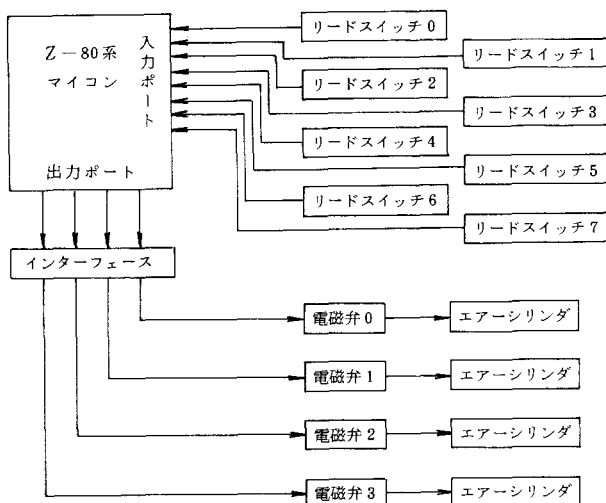 Z－80系
マイコン
入力ポート
出力ポート
リードスイッチ0
リードスイッチ1
リードスイッチ2
リードスイッチ3
リードスイッチ4
リードスイッチ5
リードスイッチ6
リードスイッチ7
インターフェース
電磁弁0
エアーシリンダ
電磁弁1
エアーシリンダ
電磁弁2
エアーシリンダ
電磁弁3
エアーシリンダ